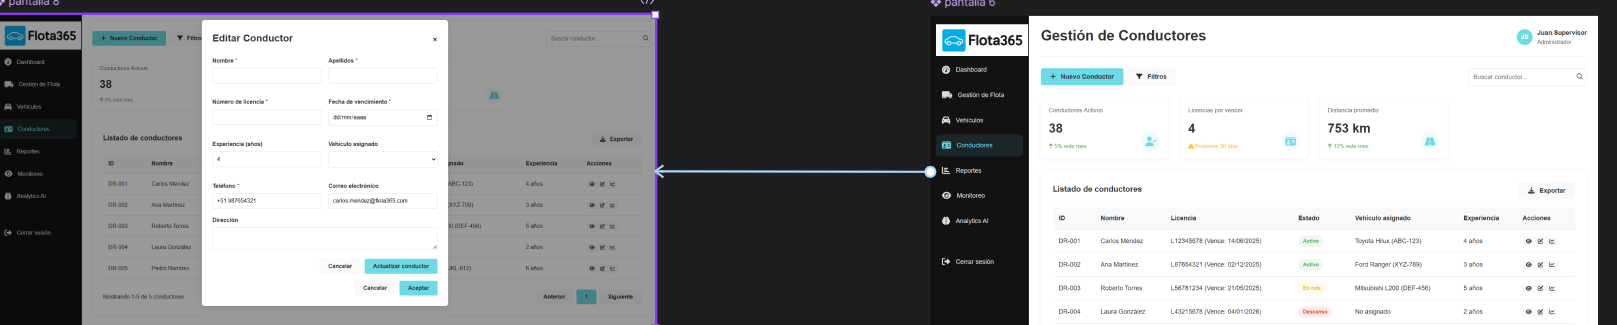 pantalla 8
Flota365
Dashboard
Gestión de Flota
Vehículos
Conductores
Reportes
Monitoreo
Analytics AI
Cerrar sesión
+ Nuevo Conductor
Filtro
Buscar conductor...
Conductores Activos
38
↑ 5% este mes
Listado de conductores
Exportar
ID Nombre gnado Experiencia Acciones
DR-001 Carlos Méndez ABC-123) 4 años
DR-002 Ana Martínez XYZ-789) 3 años
DR-003 Roberto Torres 00 (DEF-456) 5 años
DR-004 Laura González 2 años
DR-005 Pedro Ramírez JKL-012) 6 años
Mostrando 1-5 de 5 conductores
Anterior 1 Siguiente
Editar Conductor
×
Nombre * Apellidos *
Número de licencia * Fecha de vencimiento *
dd/mm/aaaa
Experiencia (años) Vehículo asignado
4
Teléfono * Correo electrónico
+51 987654321 carlos.mendez@flota365.com
Dirección
Cancelar Actualizar conductor
Cancelar Aceptar
pantalla 6
Flota365
Dashboard
Gestión de Flota
Vehículos
Conductores
Reportes
Monitoreo
Analytics AI
Cerrar sesión
Gestión de Conductores
JS
Juan Supervisor
Administrador
+ Nuevo Conductor
Filtros
Buscar conductor...
Conductores Activos
38
↑ 5% este mes
Licencias por vencer
4
Próximos 30 días
Distancia promedio
753 km
↑ 12% este mes
Listado de conductores
Exportar
ID Nombre Licencia Estado Vehículo asignado Experiencia Acciones
DR-001 Carlos Méndez L12345678 (Vence: 14/06/2025) Activo Toyota Hilux (ABC-123) 4 años
DR-002 Ana Martínez L87654321 (Vence: 02/12/2025) Activo Ford Ranger (XYZ-789) 3 años
DR-003 Roberto Torres L56781234 (Vence: 21/05/2025) En ruta Mitsubishi L200 (DEF-456) 5 años
DR-004 Laura González L43215678 (Vence: 04/01/2026) Descanso No asignado 2 años